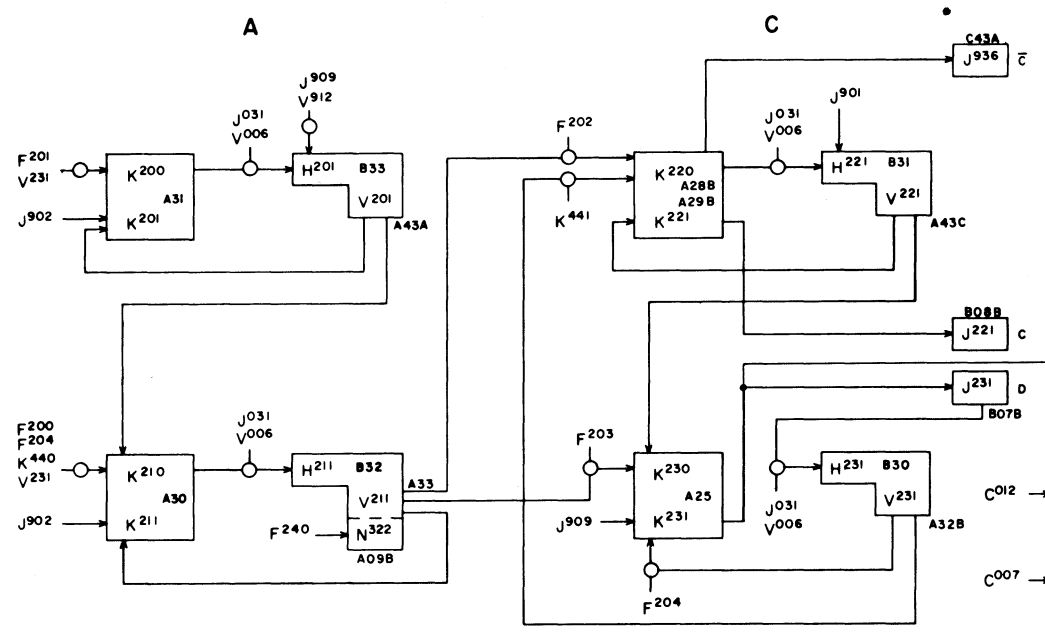 A
C
C43A
J936
C̅
J909
V912
J031
V006
F201
V231
K200
A31
K201
J902
H201
B33
V201
A43A
F202
K441
K220
A28B
A29B
K221
J031
V006
J901
H221
B31
V221
A43C
B08B
J221
C
J231
D
B07B
F200
F204
K440
V231
J902
K210
A30
K211
J031
V006
H211
B32
V211
A33
F240
N322
A09B
F203
K230
A25
K231
J909
F204
J031
V006
H231
B30
V231
A32B
C012
C007